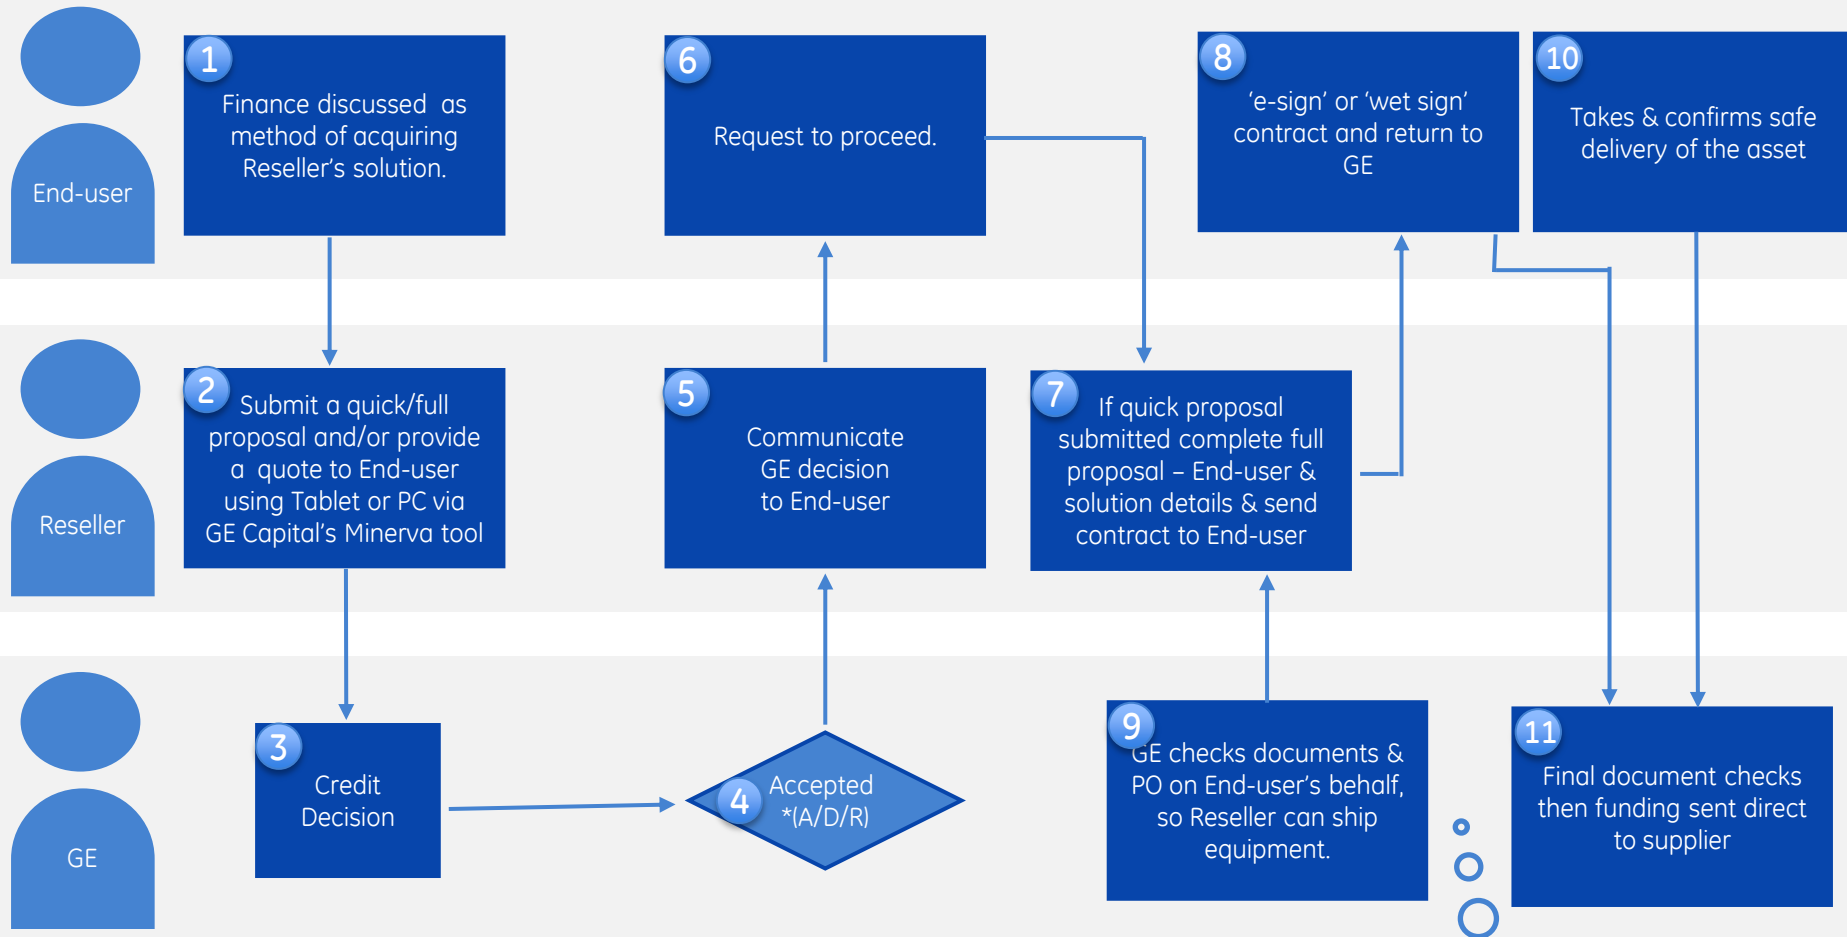 End-user
1
Finance discussed as
method of acquiring
Reseller's solution.
6
Request to proceed.
8
'e-sign' or 'wet sign'
contract and return to
GE
10
Takes & confirms safe
delivery of the asset
Reseller
2
Submit a quick/full
proposal and/or provide
a quote to End-user
using Tablet or PC via
GE Capital's Minerva tool
5
Communicate
GE decision
to End-user
7
If quick proposal
submitted complete full
proposal – End-user &
solution details & send
contract to End-user
GE
3
Credit
Decision
4
Accepted
*(A/D/R)
9
GE checks documents &
PO on End-user's behalf,
so Reseller can ship
equipment.
11
Final document checks
then funding sent direct
to supplier